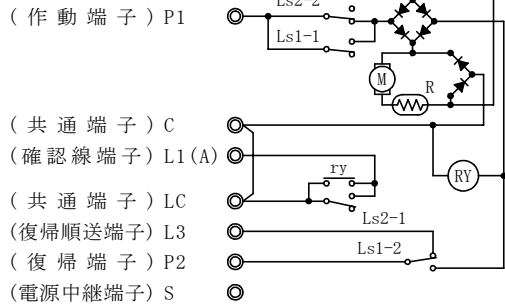 Ls2-2
(作動端子)P1
Ls1-1
M
R
(共通端子)C
(確認線端子)L1(A)
ry
RY
(共通端子)LC
Ls2-1
(復帰順送端子)L3
Ls1-2
(復帰端子)P2
(電源中継端子)S